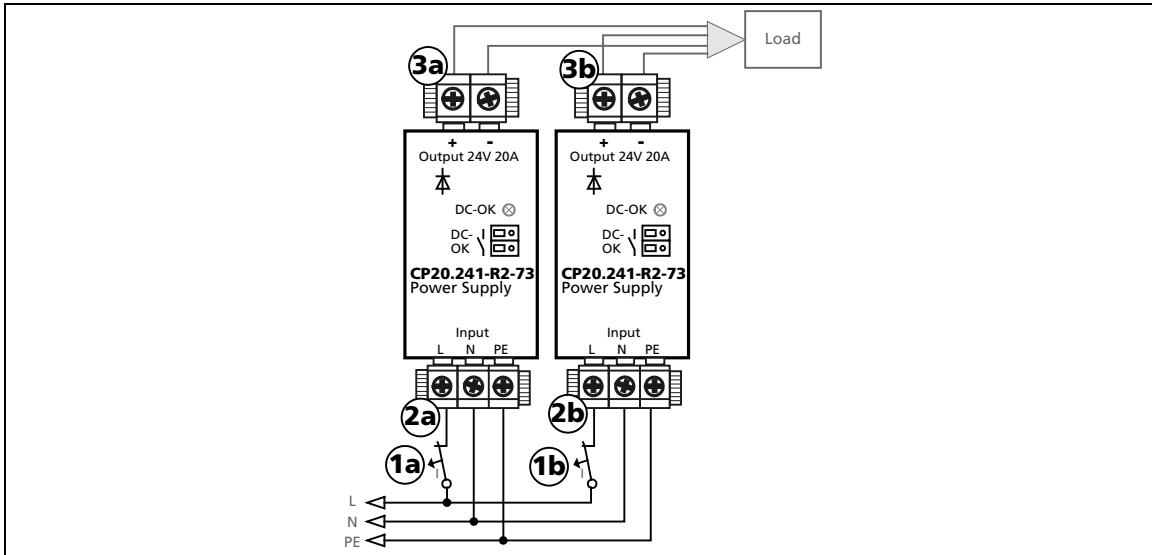 Load
3a
3b
+ -
Output 24V 20A
DC-OK
DC-
OK
CP20.241-R2-73
Power Supply
Input
L N PE
+ -
Output 24V 20A
DC-OK
DC-
OK
CP20.241-R2-73
Power Supply
Input
L N PE
2a
2b
1a
I
1b
I
L
N
PE